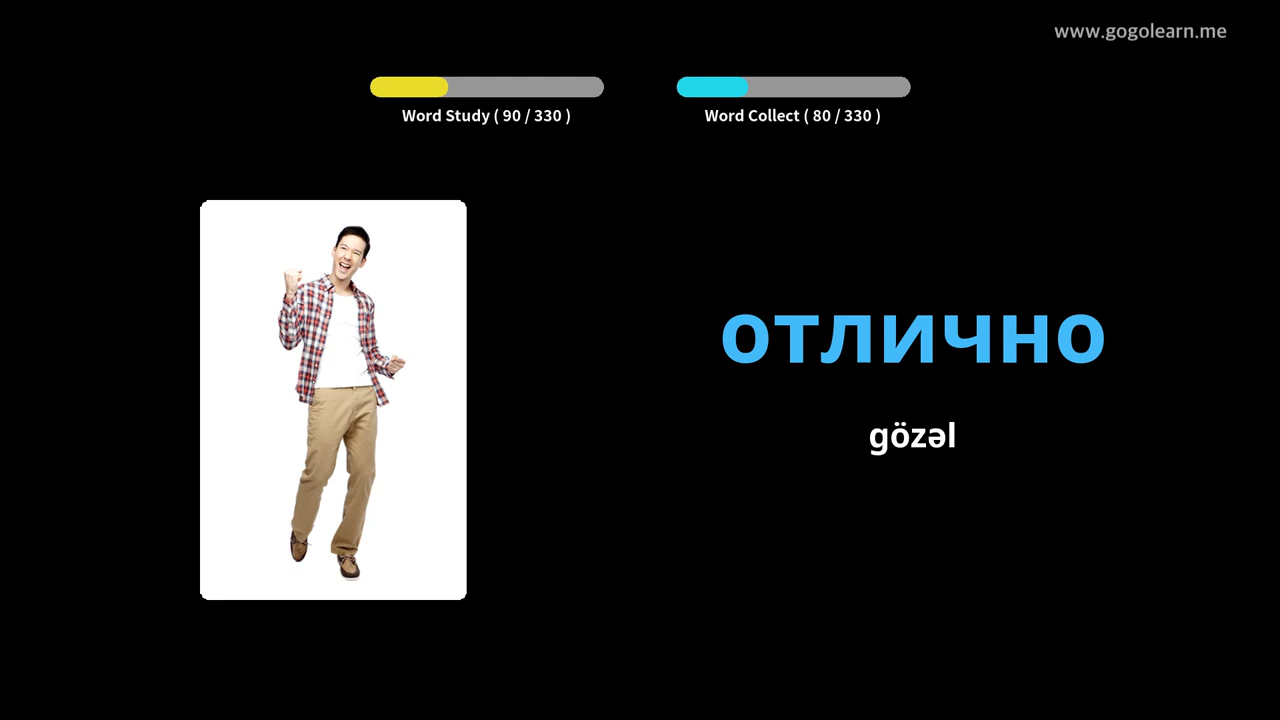 www.gogolearn.me
Word Study ( 90 / 330 )
Word Collect ( 80 / 330 )
отлично
gözəl